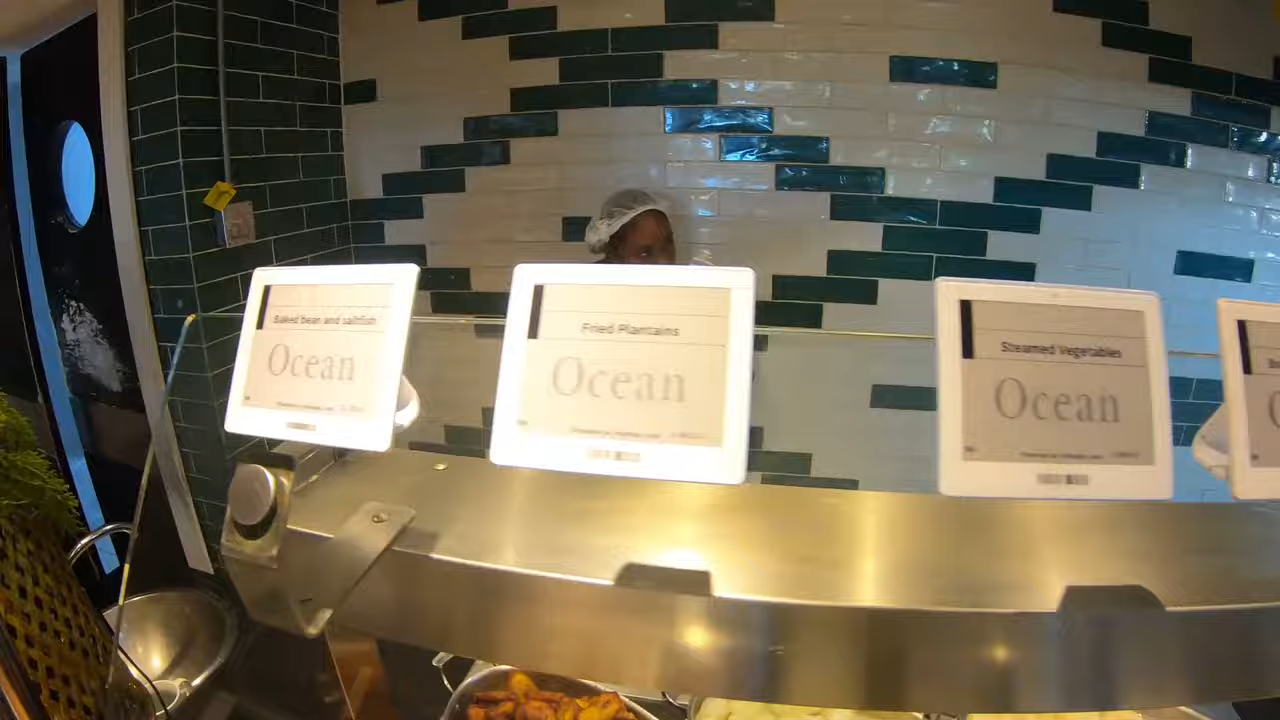 Baked bean and saltfish
Ocean
Fried Plantains
Ocean
Steamed Vegetables
Ocean